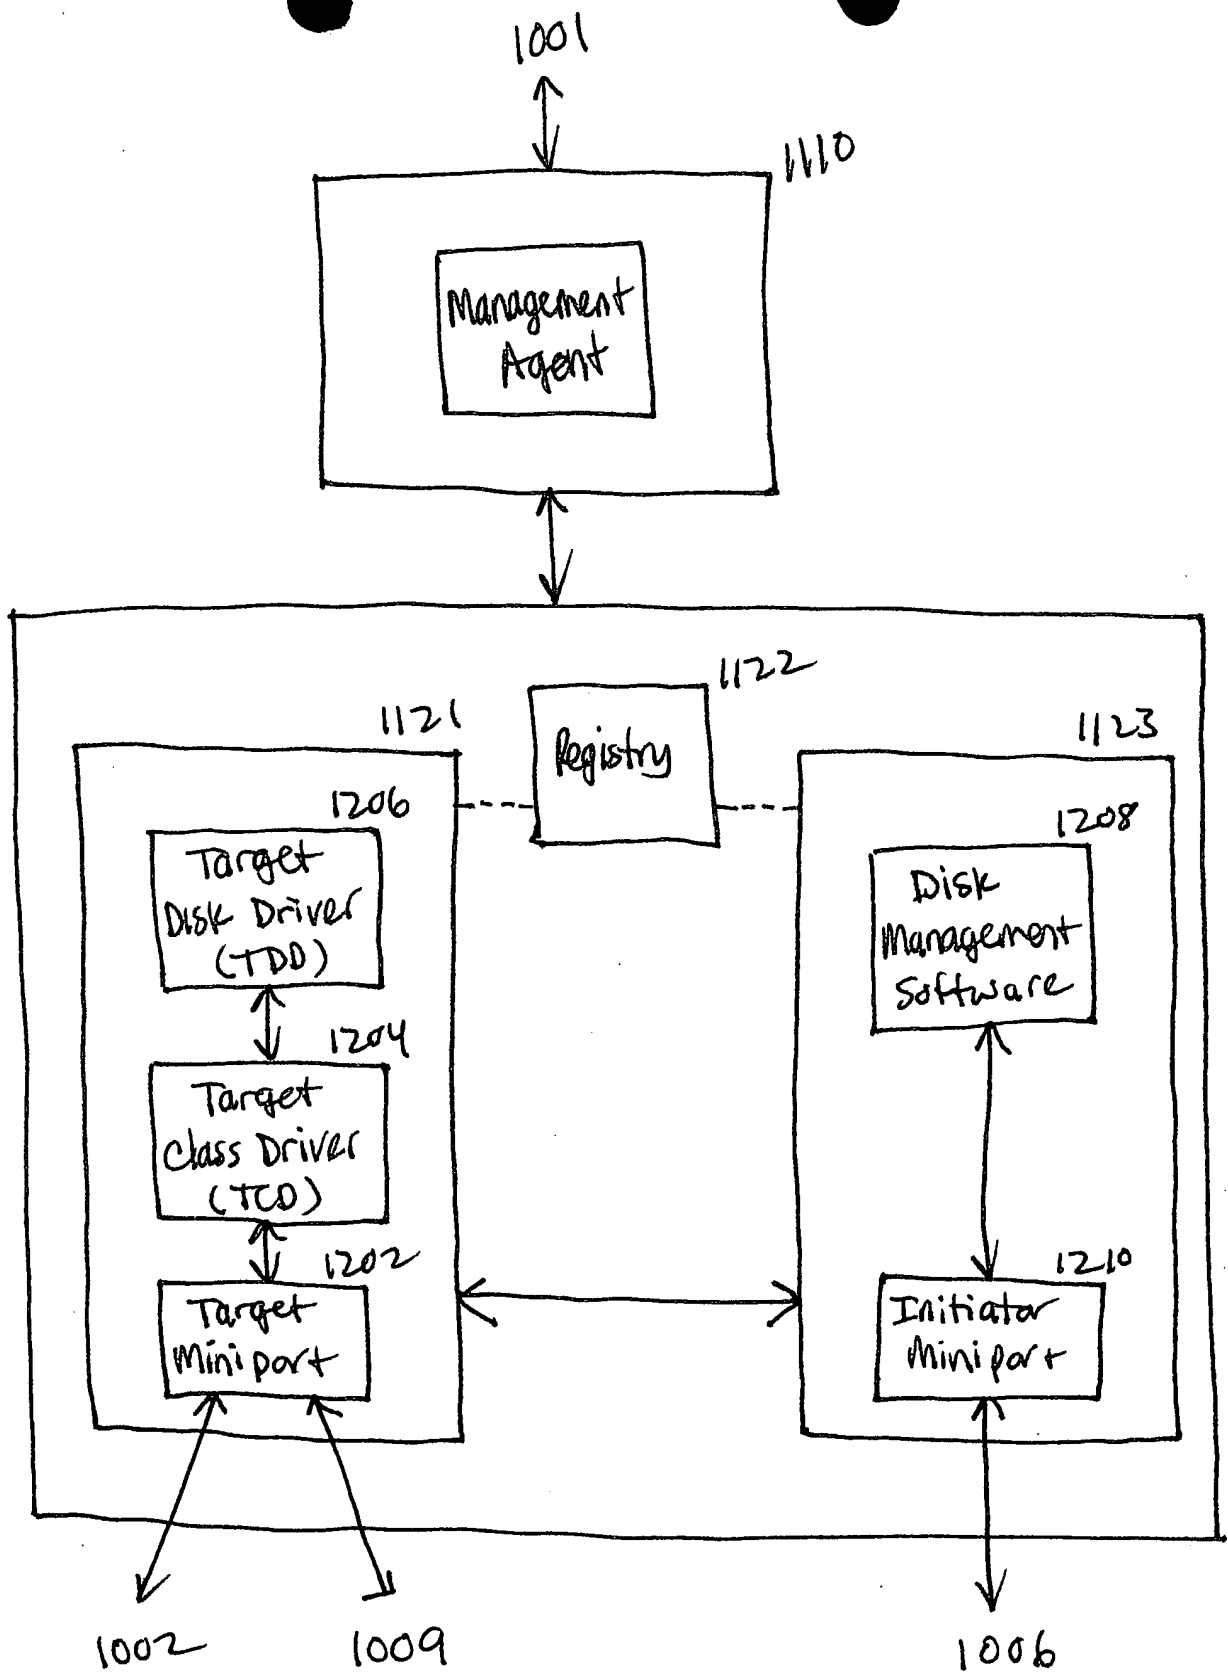 1001
1110
Management
Agent
1122
Registry
1121
1123
1206
Target
Disk Driver
(TDD)
1208
Disk
Management
Software
1204
Target
Class Driver
(TCD)
1202
Target
Miniport
1210
Initiator
Miniport
1002
1009
1006